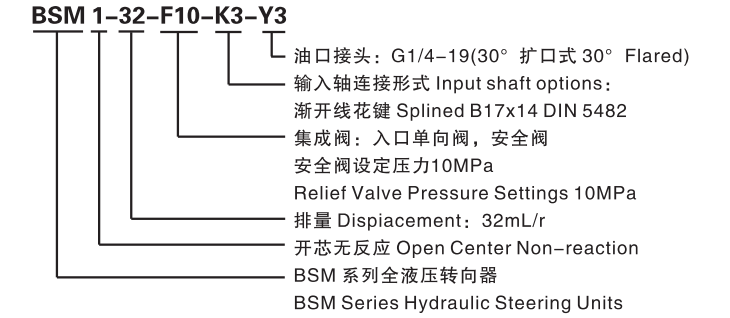 BSM 1-32-F10-K3-Y3
油口接头：G1/4-19(30° 扩口式 30° Flared)
输入轴连接形式 Input shaft options：
渐开线花键 Splined B17x14 DIN 5482
集成阀：入口单向阀，安全阀
安全阀设定压力10MPa
Relief Valve Pressure Settings 10MPa
排量 Dispiacement：32mL/r
开芯无反应 Open Center Non-reaction
BSM 系列全液压转向器
BSM Series Hydraulic Steering Units